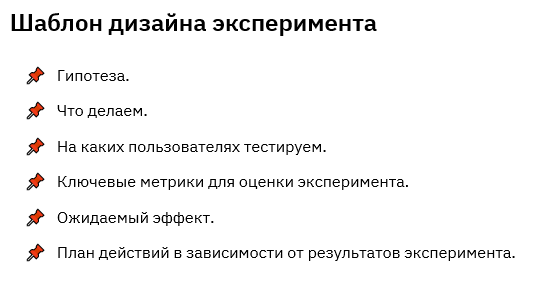 Шаблон дизайна эксперимента
Гипотеза.
Что делаем.
На каких пользователях тестируем.
Ключевые метрики для оценки эксперимента.
Ожидаемый эффект.
План действий в зависимости от результатов эксперимента.